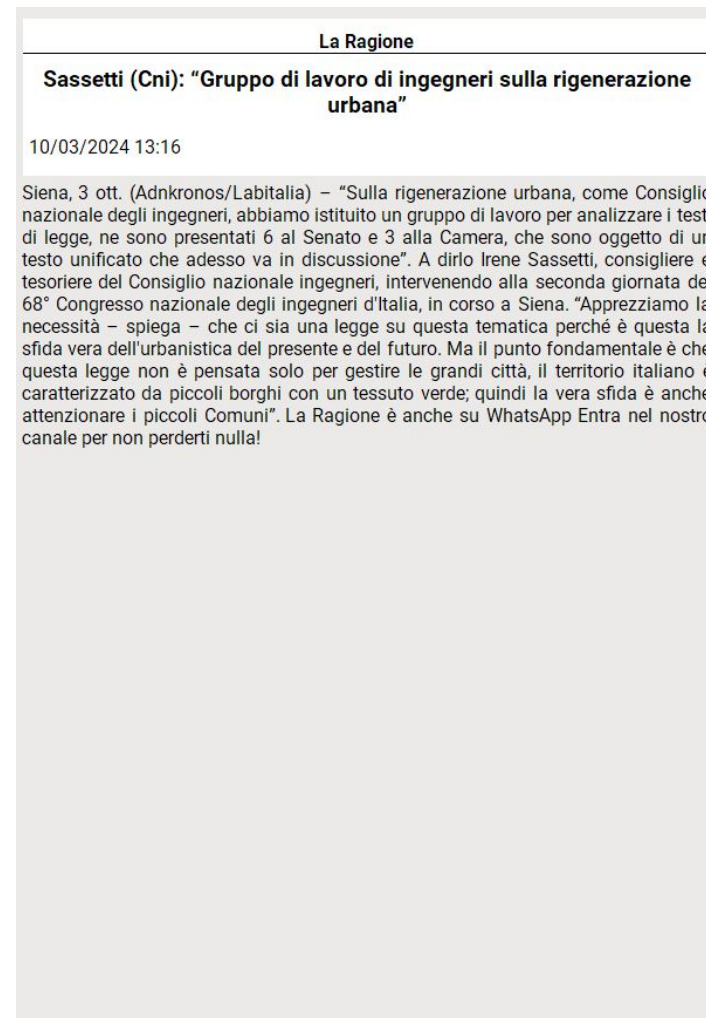 La Ragione
Sassetti (Cni): “Gruppo di lavoro di ingegneri sulla rigenerazione
urbana”
10/03/2024 13:16
Siena, 3 ott. (Adnkronos/Labitalia) – “Sulla rigenerazione urbana, come Consiglio
nazionale degli ingegneri, abbiamo istituito un gruppo di lavoro per analizzare i testi
di legge, ne sono presentati 6 al Senato e 3 alla Camera, che sono oggetto di un
testo unificato che adesso va in discussione”. A dirlo Irene Sassetti, consigliere e
tesoriere del Consiglio nazionale ingegneri, intervenendo alla seconda giornata del
68° Congresso nazionale degli ingegneri d'Italia, in corso a Siena. “Apprezziamo la
necessità – spiega – che ci sia una legge su questa tematica perché è questa la
sfida vera dell'urbanistica del presente e del futuro. Ma il punto fondamentale è che
questa legge non è pensata solo per gestire le grandi città, il territorio italiano è
caratterizzato da piccoli borghi con un tessuto verde; quindi la vera sfida è anche
attenzionare i piccoli Comuni”. La Ragione è anche su WhatsApp Entra nel nostro
canale per non perderti nulla!